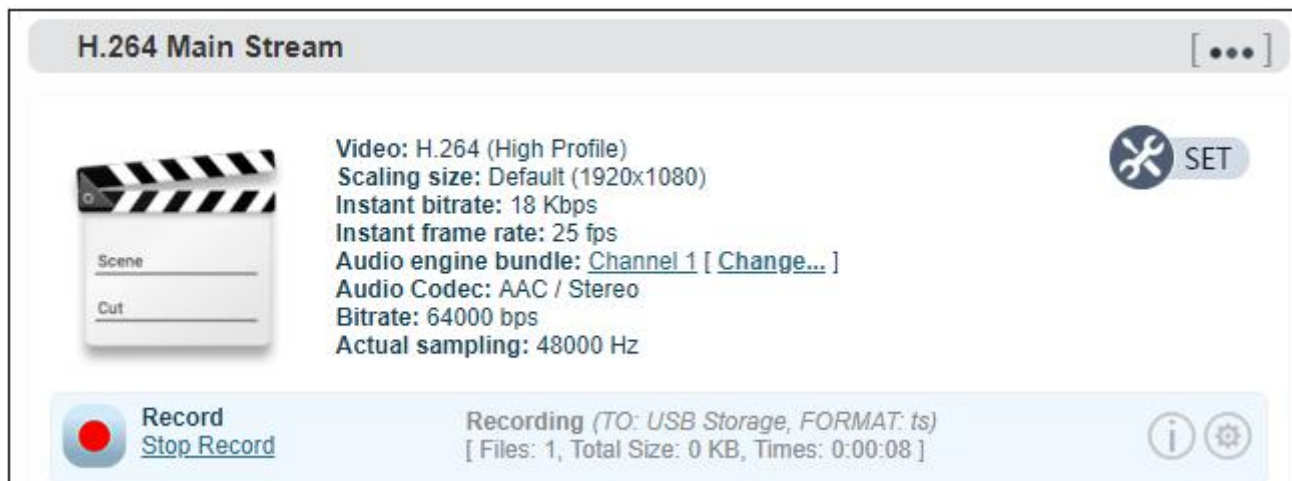 H.264 Main Stream
[ ••• ]
Video: H.264 (High Profile)
Scaling size: Default (1920x1080)
Instant bitrate: 18 Kbps
Instant frame rate: 25 fps
Audio engine bundle: Channel 1 [ Change... ]
Audio Codec: AAC / Stereo
Bitrate: 64000 bps
Actual sampling: 48000 Hz
SET
Scene
Cut
Record
Stop Record
Recording (TO: USB Storage, FORMAT: ts)
[ Files: 1, Total Size: 0 KB, Times: 0:00:08 ]
i